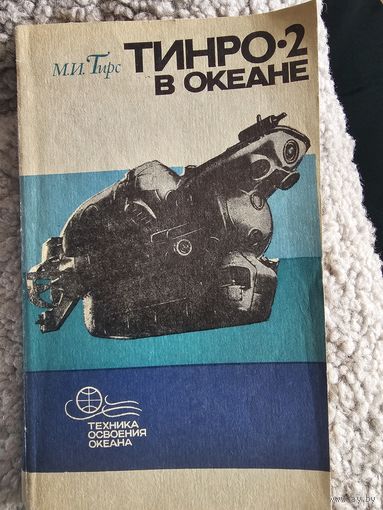 М.И. Гирс
ТИНРО-2
В ОКЕАНЕ
ТЕХНИКА
ОСВОЕНИЯ
ОКЕАНА